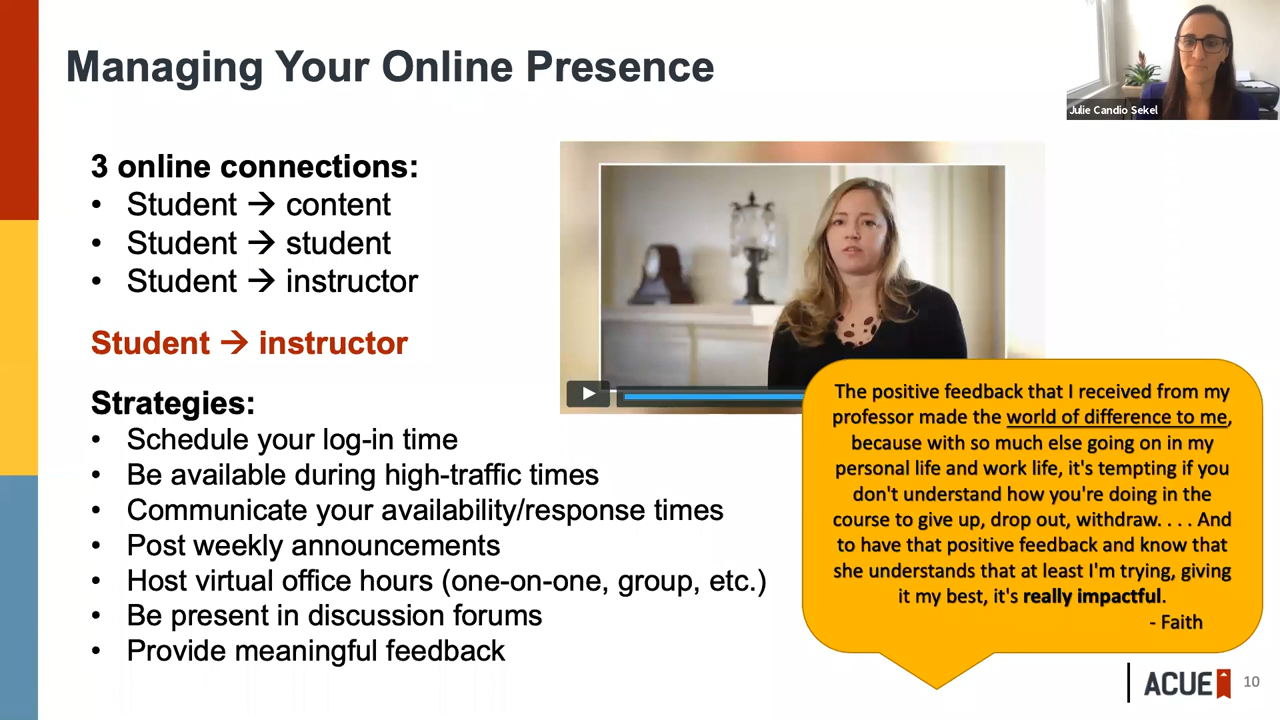 Managing Your Online Presence
Julie Candio Sekel
3 online connections:
• Student → content
• Student → student
• Student → instructor
Student → instructor
Strategies:
• Schedule your log-in time
• Be available during high-traffic times
• Communicate your availability/response times
• Post weekly announcements
• Host virtual office hours (one-on-one, group, etc.)
• Be present in discussion forums
• Provide meaningful feedback
The positive feedback that I received from my
professor made the world of difference to me,
because with so much else going on in my
personal life and work life, it's tempting if you
don't understand how you're doing in the
course to give up, drop out, withdraw. . . . And
to have that positive feedback and know that
she understands that at least I'm trying, giving
it my best, it's really impactful.
- Faith
ACUE
10